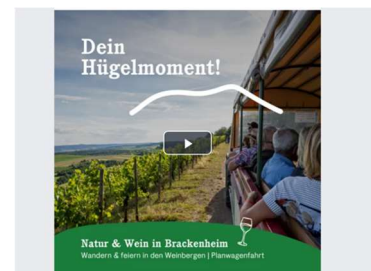 Dein
Hügelmoment!
Natur & Wein in Brackenheim
Wandern & feiern in den Weinbergen | Planwagenfahrt